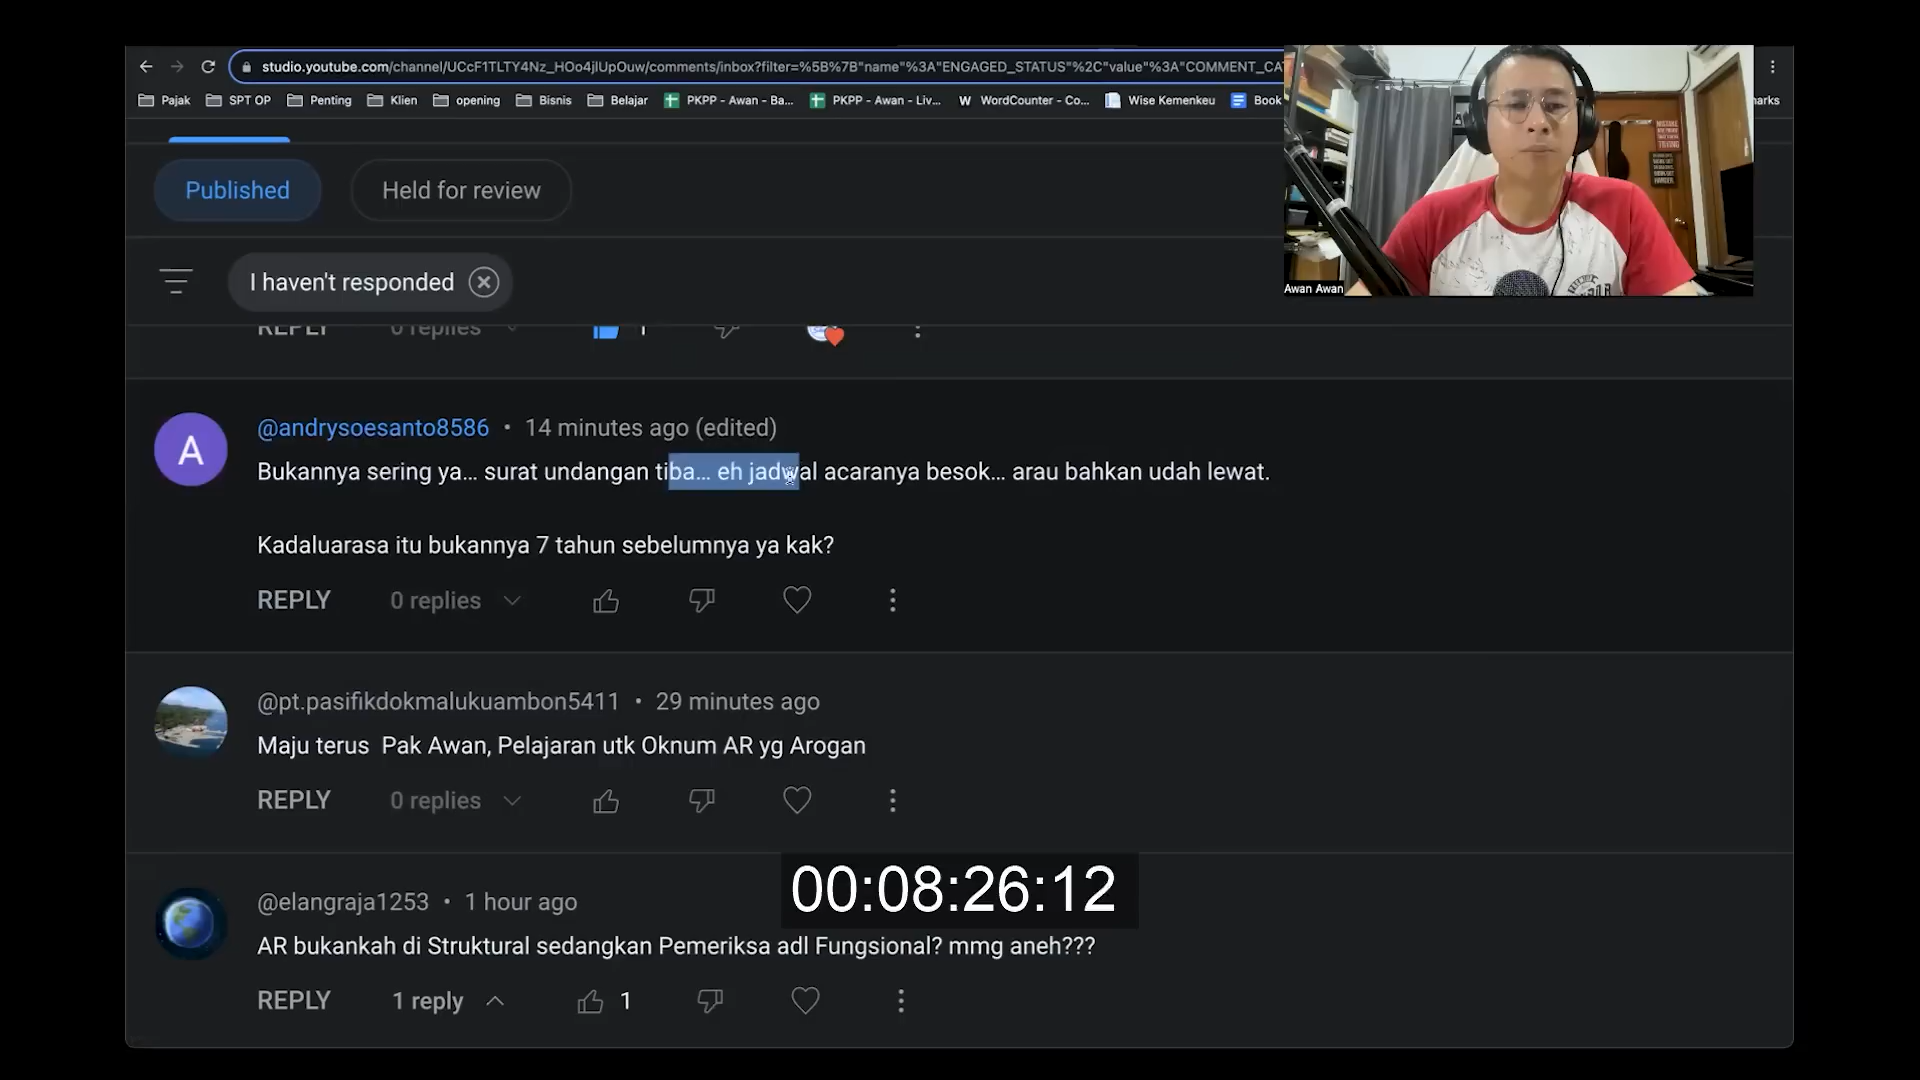 studio.youtube.com/channel/UCcF1TLTY4Nz_HOo4jlUpOuw/comments/inbox?filter=%5B%7B"name"%3A"ENGAGED_STATUS"%2C"value"%3A"COMMENT_CA
Pajak SPT OP Penting Klien opening Bisnis Belajar PKPP - Awan - Ba... PKPP - Awan - Liv... WordCounter - Co... Wise Kemenkeu Book arks
Awan Awan
Published Held for review
I haven't responded
REPLY 0 replies 1
@andrysoesanto8586 • 14 minutes ago (edited)
Bukannya sering ya... surat undangan tiba... eh jadwal acaranya besok... arau bahkan udah lewat.
Kadaluarasa itu bukannya 7 tahun sebelumnya ya kak?
REPLY 0 replies
@pt.pasifikdokmalukuambon5411 • 29 minutes ago
Maju terus  Pak Awan, Pelajaran utk Oknum AR yg Arogan
REPLY 0 replies
00:08:26:12
@elangraja1253 • 1 hour ago
AR bukankah di Struktural sedangkan Pemeriksa adl Fungsional? mmg aneh???
REPLY 1 reply 1